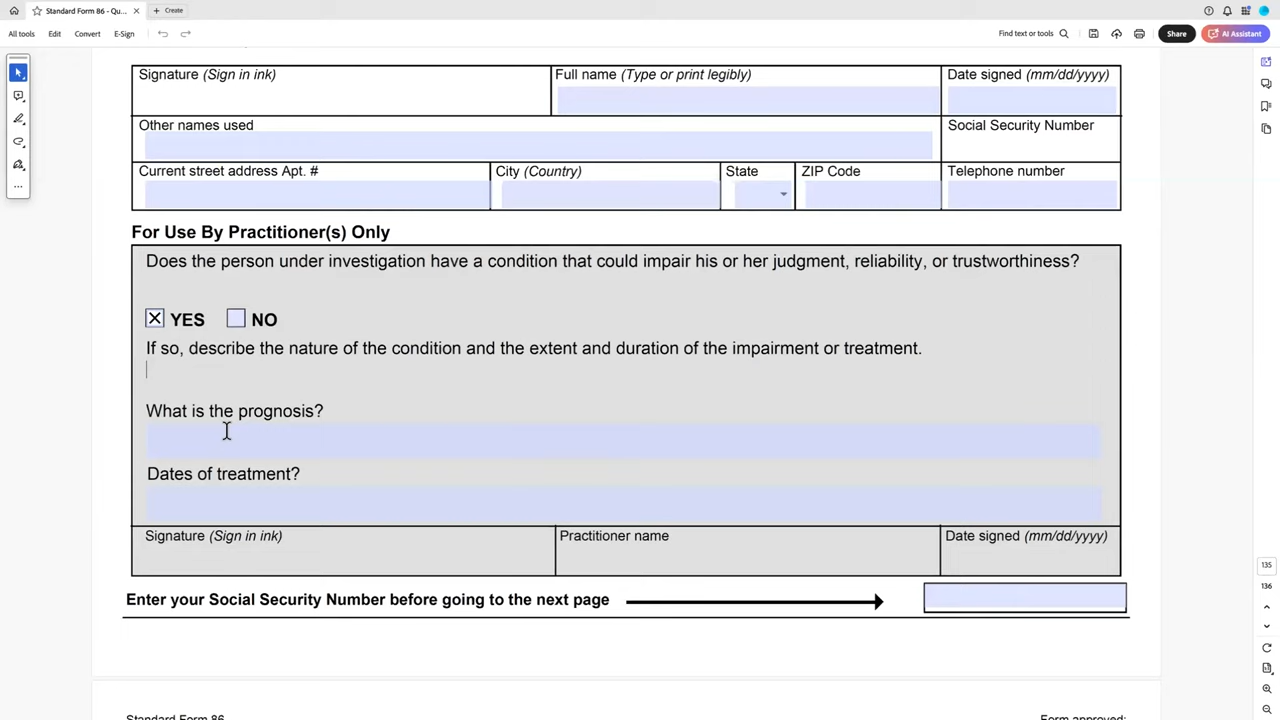 Standard Form 86 - Qu... × + Create
All tools Edit Convert E-Sign Find text or tools Share AI Assistant
Signature (Sign in ink) Full name (Type or print legibly) Date signed (mm/dd/yyyy)
Other names used Social Security Number
Current street address Apt. # City (Country) State ZIP Code Telephone number
For Use By Practitioner(s) Only
Does the person under investigation have a condition that could impair his or her judgment, reliability, or trustworthiness?
YES NO
If so, describe the nature of the condition and the extent and duration of the impairment or treatment.
What is the prognosis?
Dates of treatment?
Signature (Sign in ink) Practitioner name Date signed (mm/dd/yyyy)
135
136
Enter your Social Security Number before going to the next page
Standard Form 86 Form approved: